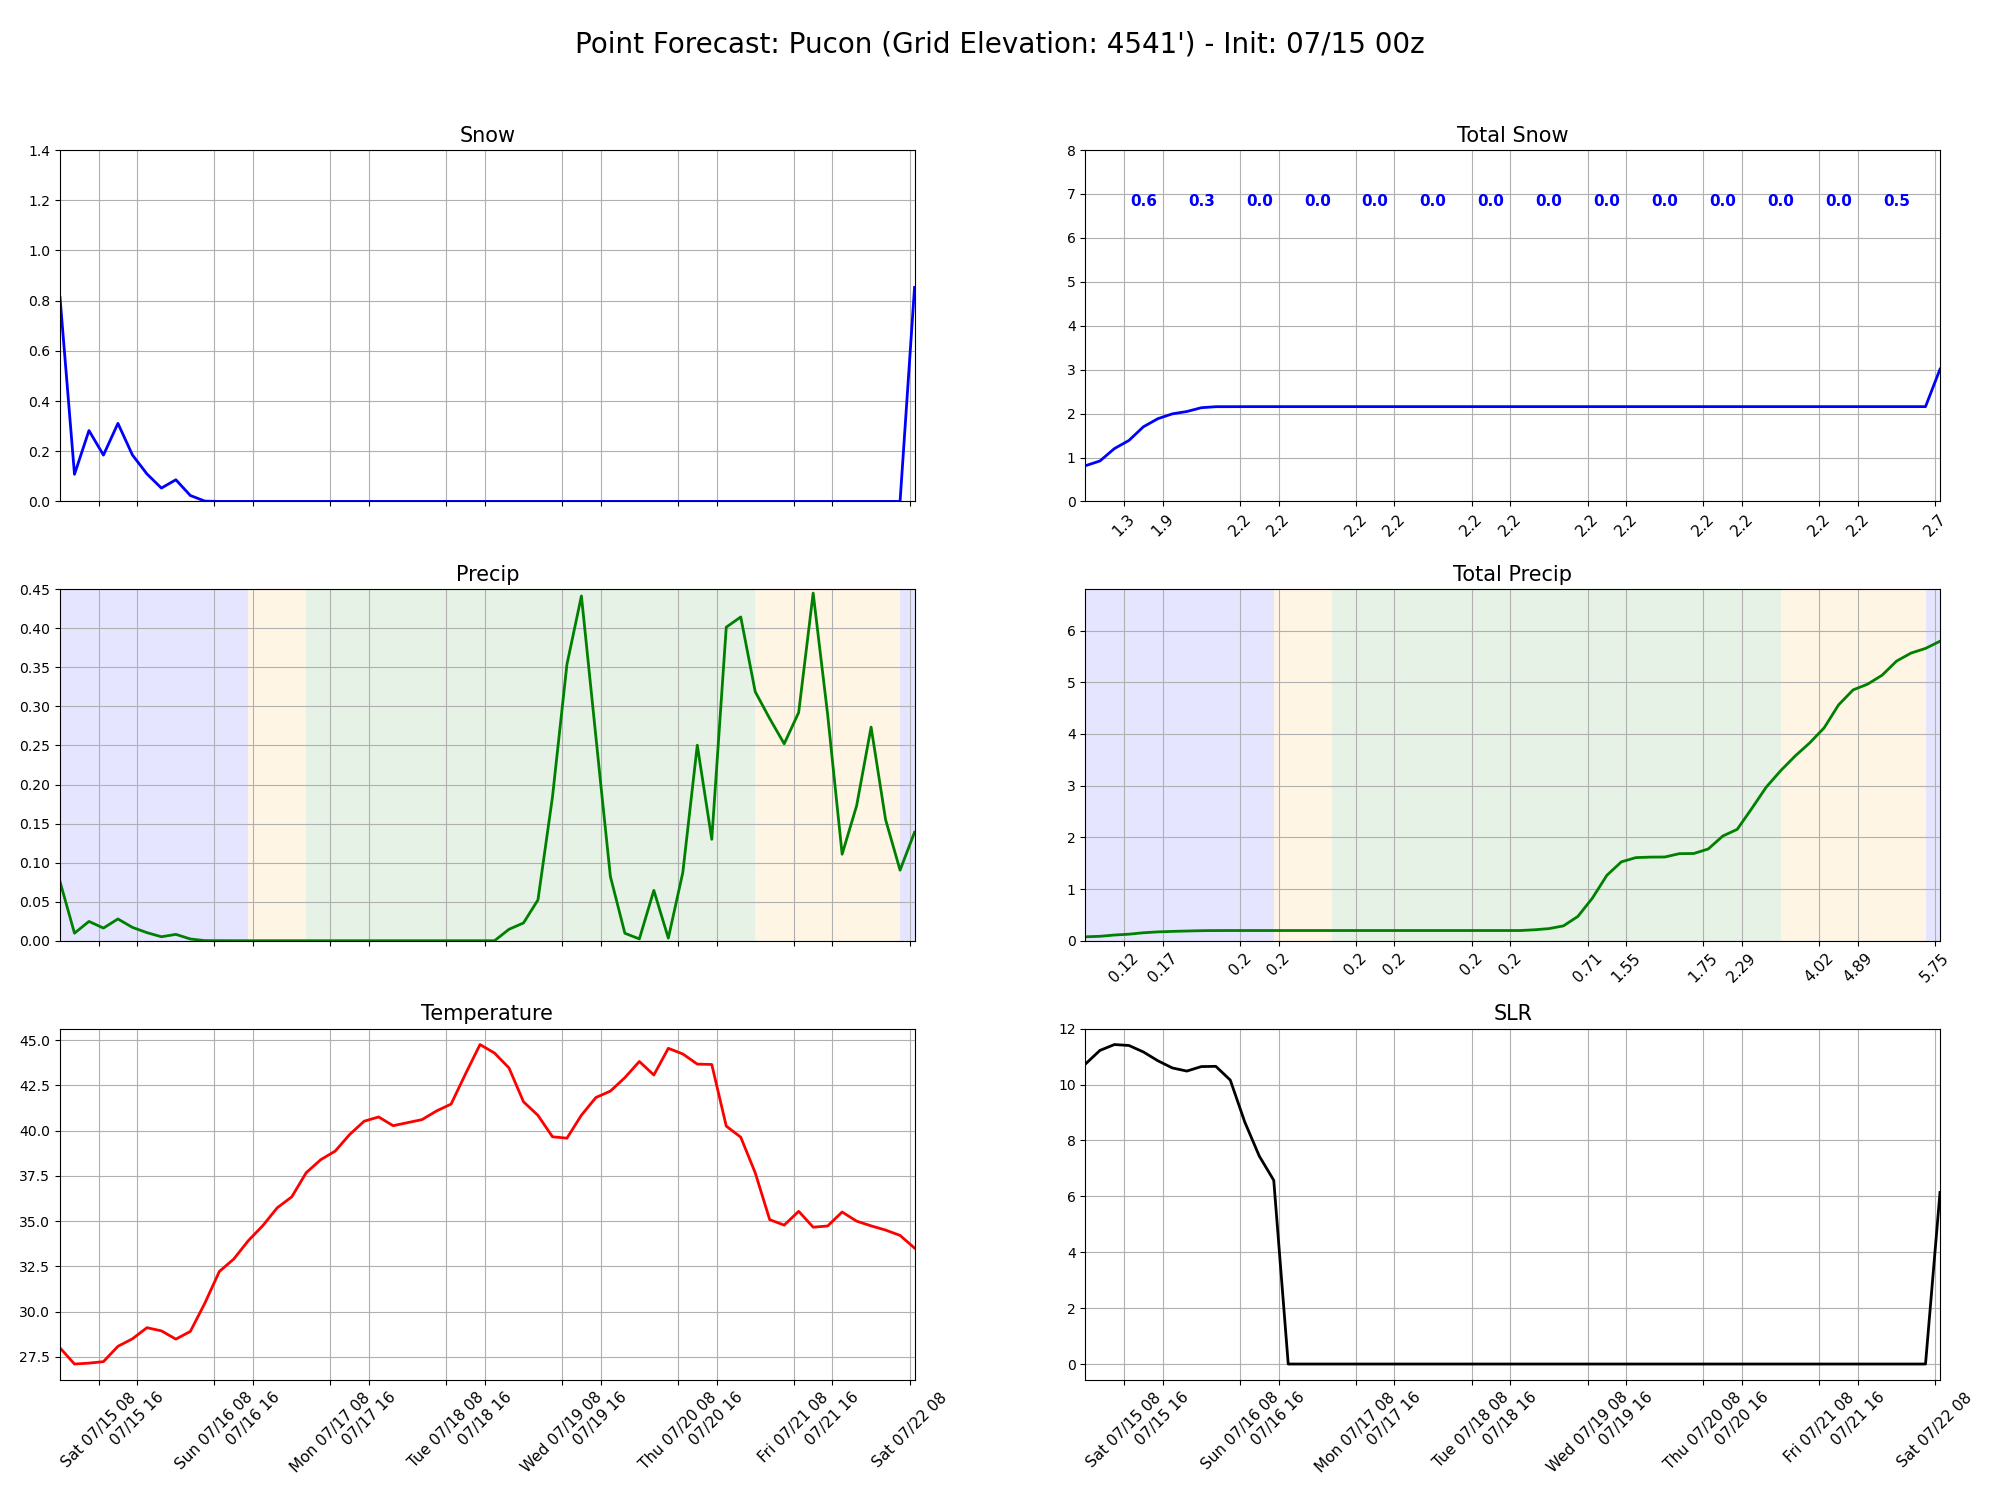 Point Forecast: Pucon (Grid Elevation: 4541') - Init: 07/15 00z
Snow
1.4
1.2
1.0
0.8
0.6
0.4
0.2
0.0
Total Snow
8
7
6
5
4
3
2
1
0
0.6 0.3 0.0 0.0 0.0 0.0 0.0 0.0 0.0 0.0 0.0 0.0 0.0 0.5
1.3 1.9 2.2 2.2 2.2 2.2 2.2 2.2 2.2 2.2 2.2 2.2 2.2 2.2 2.7
Precip
0.45
0.40
0.35
0.30
0.25
0.20
0.15
0.10
0.05
0.00
Total Precip
6
5
4
3
2
1
0
0.12 0.17 0.2 0.2 0.2 0.2 0.2 0.2 0.71 1.55 1.75 2.29 4.02 4.89 5.75
Temperature
45.0
42.5
40.0
37.5
35.0
32.5
30.0
27.5
Sat 07/15 08
07/15 16
Sun 07/16 08
07/16 16
Mon 07/17 08
07/17 16
Tue 07/18 08
07/18 16
Wed 07/19 08
07/19 16
Thu 07/20 08
07/20 16
Fri 07/21 08
07/21 16
Sat 07/22 08
SLR
12
10
8
6
4
2
0
Sat 07/15 08
07/15 16
Sun 07/16 08
07/16 16
Mon 07/17 08
07/17 16
Tue 07/18 08
07/18 16
Wed 07/19 08
07/19 16
Thu 07/20 08
07/20 16
Fri 07/21 08
07/21 16
Sat 07/22 08